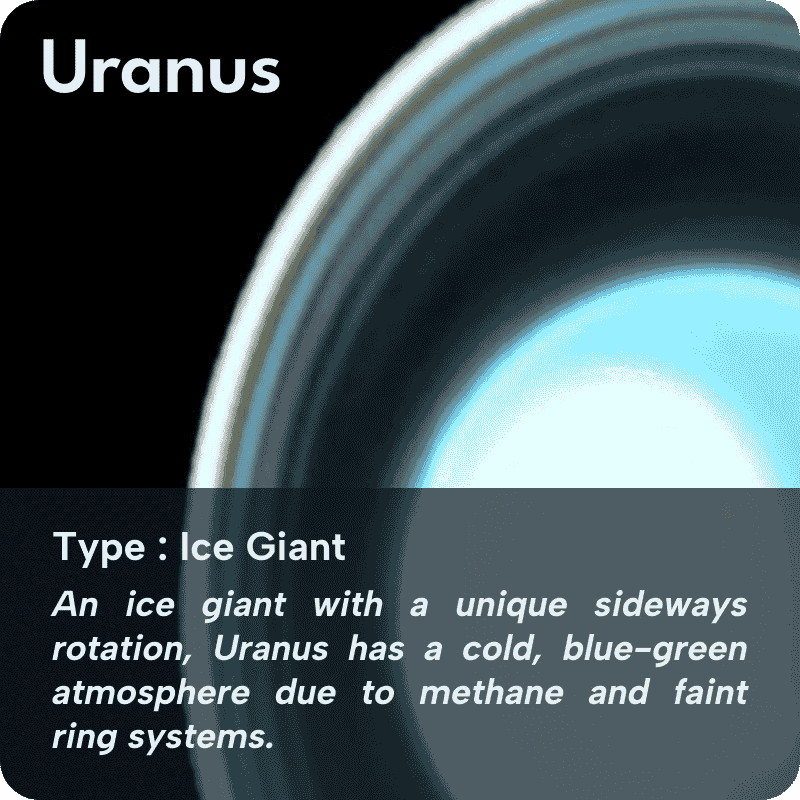 Uranus
Type : Ice Giant
An ice giant with a unique sideways
rotation, Uranus has a cold, blue-green
atmosphere due to methane and faint
ring systems.